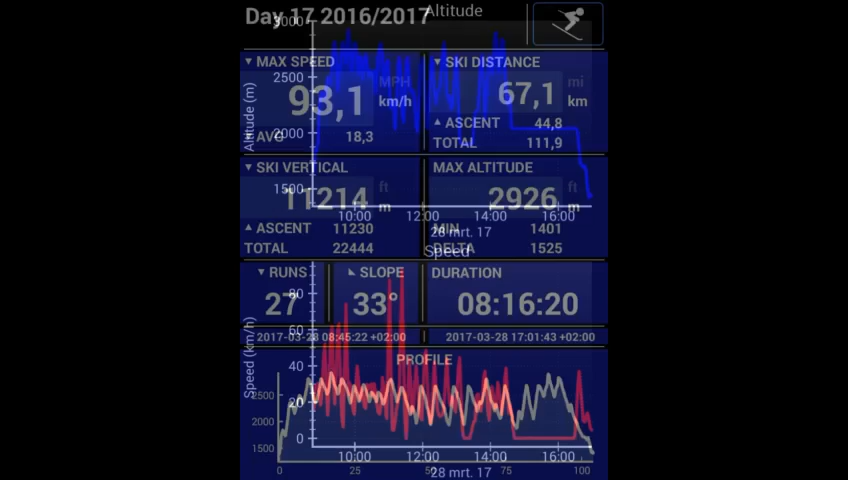 Day 17 2016/2017
Altitude
3000
MAX SPEED
SKI DISTANCE
2500
MPH
mi
93,1
km/h
67,1
km
Altitude (m)
ASCENT
44,8
AVG
18,3
2000
TOTAL
111,9
SKI VERTICAL
MAX ALTITUDE
1500
ft
ft
11214
m
2926
m
10:00
12:00
14:00
16:00
ASCENT
11230
MIN
1401
28 mrt. 17
TOTAL
22444
DELTA
1525
Speed
RUNS
SLOPE
DURATION
80
27
33°
08:16:20
60
2017-03-28 08:45:22 +02:00
2017-03-28 17:01:43 +02:00
Speed (km/h)
PROFILE
40
2500
20
2000
0
1500
10:00
12:00
14:00
16:00
0
25
50
75
100
28 mrt. 17